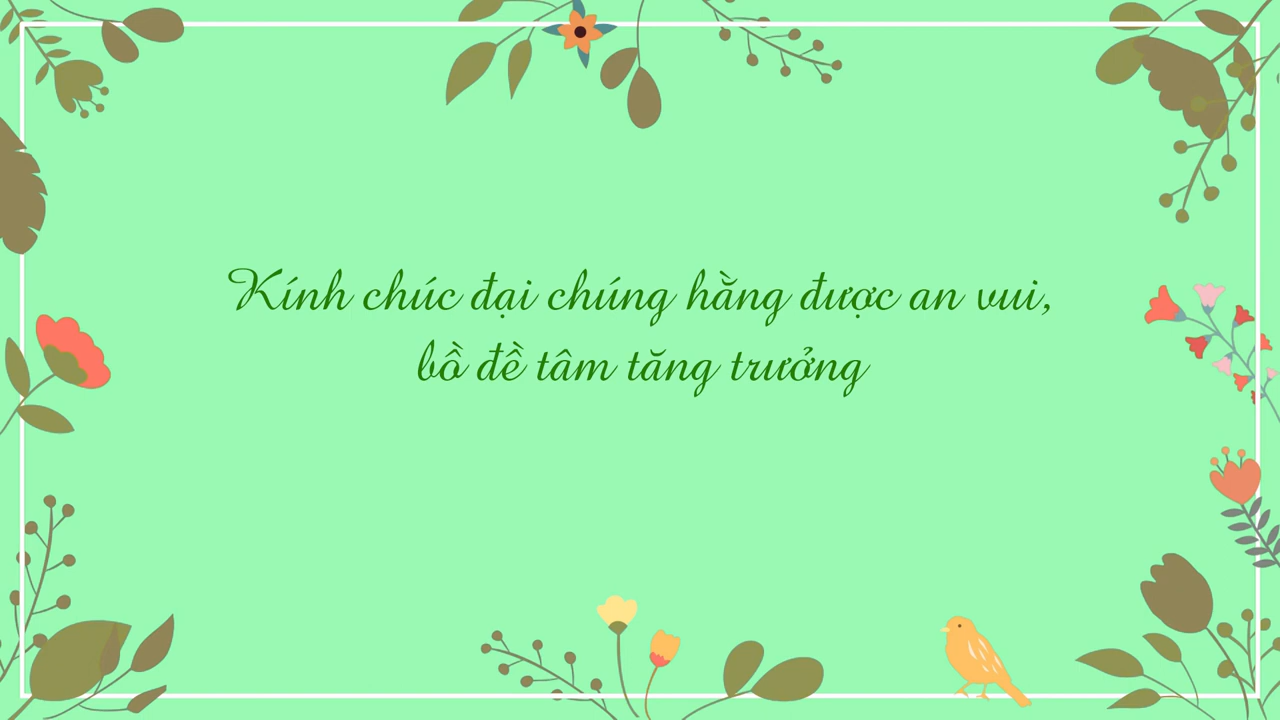 Kính chúc đại chúng hằng được an vui,
bồ đề tâm tăng trưởng